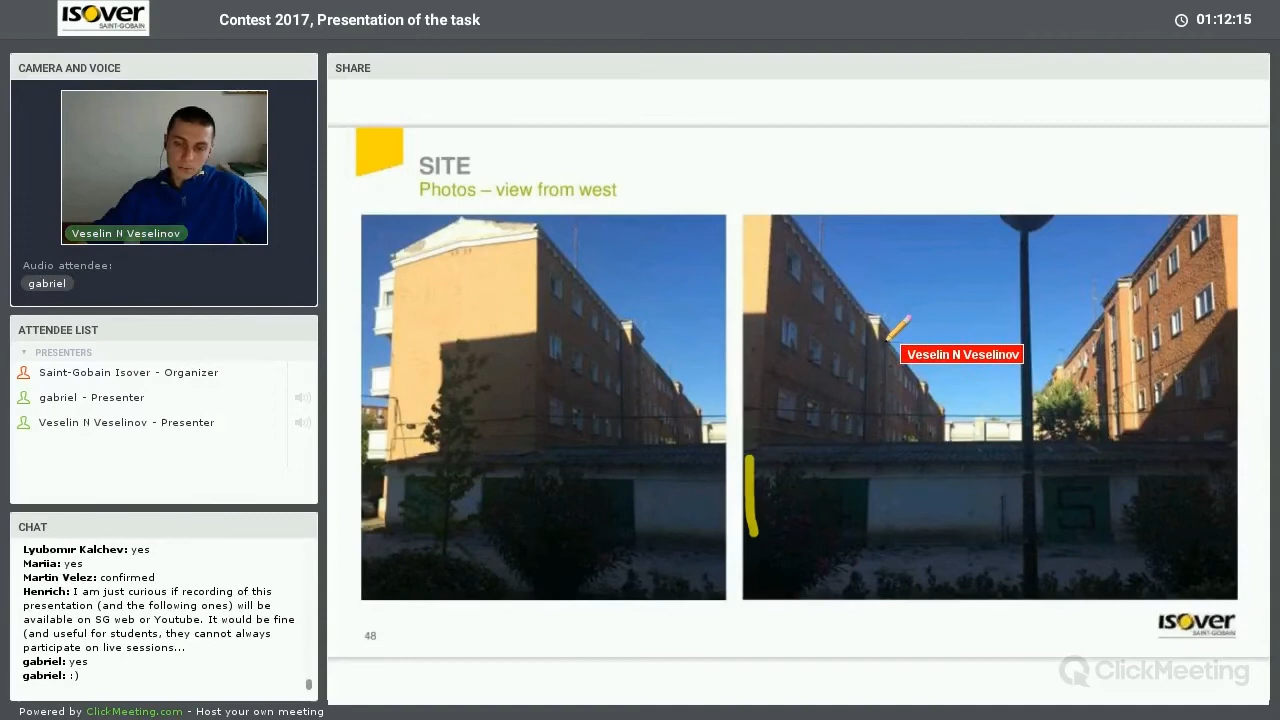 isover
SAINT-GOBAIN
Contest 2017, Presentation of the task
01:12:15
CAMERA AND VOICE
Veselin N Veselinov
Audio attendee:
gabriel
ATTENDEE LIST
PRESENTERS
Saint-Gobain Isover - Organizer
gabriel - Presenter
Veselin N Veselinov - Presenter
CHAT
Lyubomir Kalchev: yes
Mariia: yes
Martin Velez: confirmed
Henrich: I am just curious if recording of this
presentation (and the following ones) will be
available on SG web or Youtube. It would be fine
(and useful for students, they cannot always
participate on live sessions...
gabriel: yes
gabriel: :)
Powered by ClickMeeting.com - Host your own meeting
SHARE
SITE
Photos – view from west
Veselin N Veselinov
5
48
isover
SAINT-GOBAIN
ClickMeeting